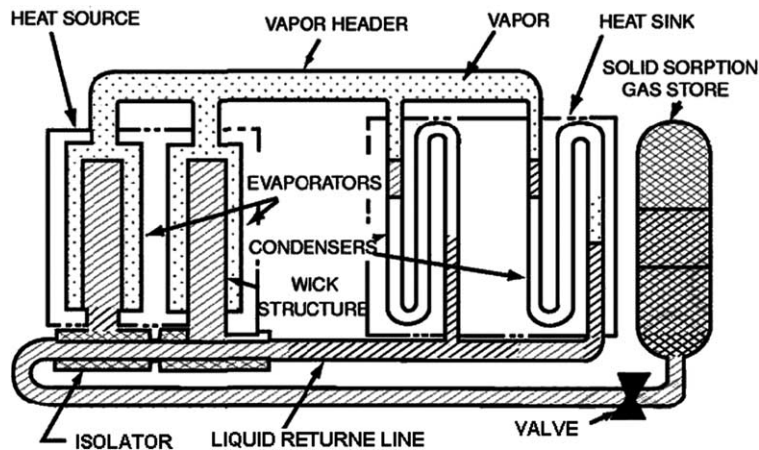 HEAT SOURCE
VAPOR HEADER
VAPOR
HEAT SINK
SOLID SORPTION
GAS STORE
EVAPORATORS
CONDENSERS
WICK
STRUCTURE
ISOLATOR
LIQUID RETURNE LINE
VALVE